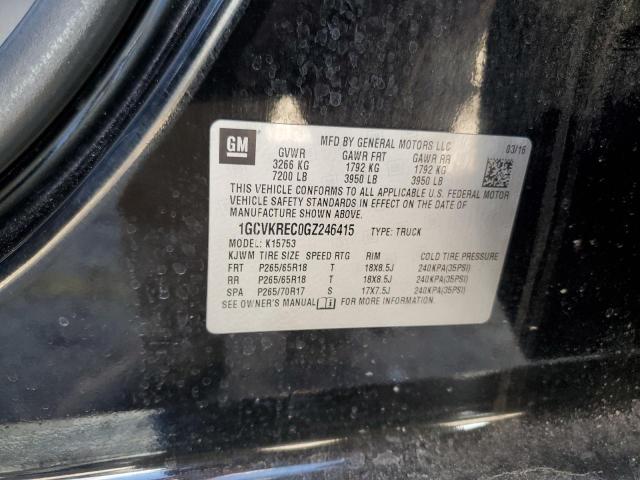 GM
MFD BY GENERAL MOTORS LLC
03/16
GVWR GAWR FRT GAWR RR
3266 KG 1792 KG 1792 KG
7200 LB 3950 LB 3950 LB
THIS VEHICLE CONFORMS TO ALL APPLICABLE U.S. FEDERAL MOTOR
VEHICLE SAFETY STANDARDS IN EFFECT ON THE DATE OF
MANUFACTURE SHOWN ABOVE.
1GCVKREC0GZ246415 TYPE: TRUCK
MODEL: K15753
KJWM TIRE SIZE SPEED RTG RIM COLD TIRE PRESSURE
FRT P265/65R18 T 18X8.5J 240KPA(35PSI)
RR P265/65R18 T 18X8.5J 240KPA(35PSI)
SPA P265/70R17 S 17X7.5J 240KPA(35PSI)
SEE OWNER'S MANUAL FOR MORE INFORMATION.